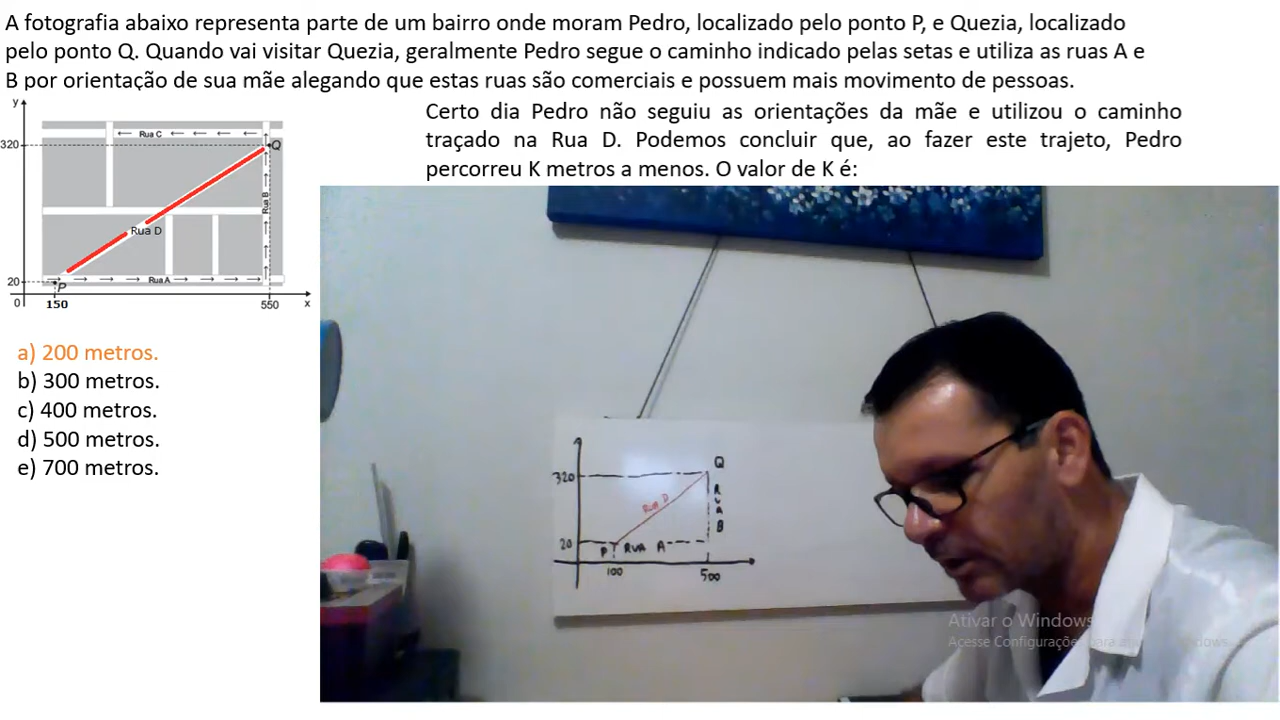 A fotografia abaixo representa parte de um bairro onde moram Pedro, localizado pelo ponto P, e Quezia, localizado
pelo ponto Q. Quando vai visitar Quezia, geralmente Pedro segue o caminho indicado pelas setas e utiliza as ruas A e
B por orientação de sua mãe alegando que estas ruas são comerciais e possuem mais movimento de pessoas.
Certo dia Pedro não seguiu as orientações da mãe e utilizou o caminho
traçado na Rua D. Podemos concluir que, ao fazer este trajeto, Pedro
percorreu K metros a menos. O valor de K é:
y
Rua C
320
Q
Rua B
Rua D
Rua A
20
P
0
150
550
x
a) 200 metros.
b) 300 metros.
c) 400 metros.
d) 500 metros.
e) 700 metros.
Q
320
RUA B
RUA D
20
P
RUA A
100
500
Ativar o Windows